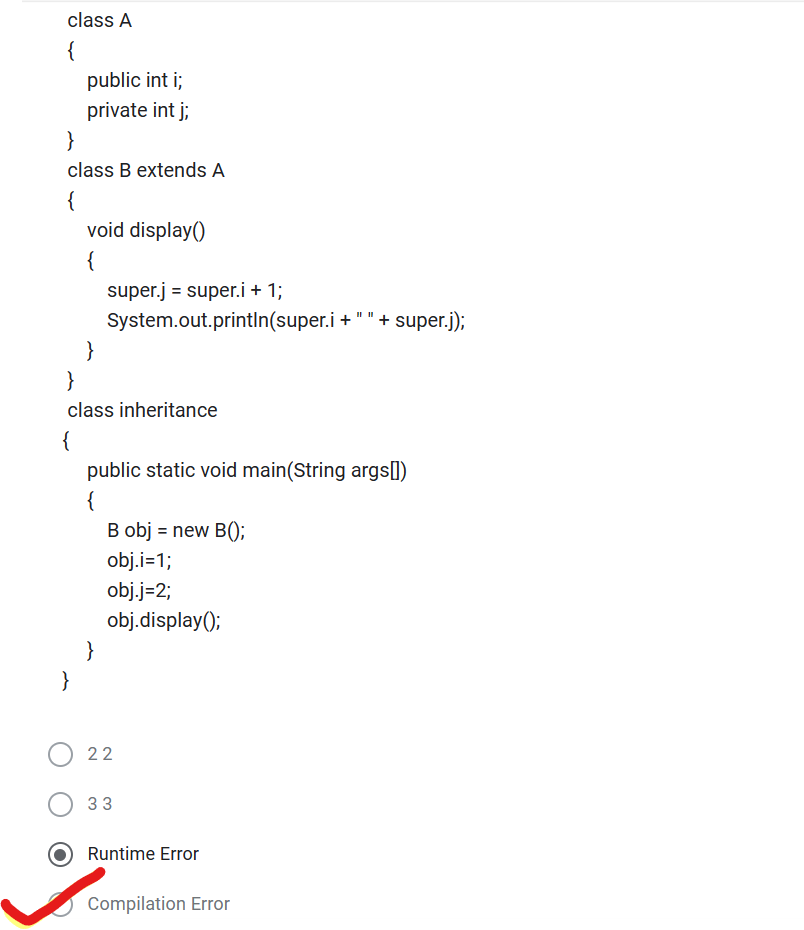 class A
{
public int i;
private int j;
}
class B extends A
{
void display()
{
super.j = super.i + 1;
System.out.println(super.i + " " + super.j);
}
}
class inheritance
{
public static void main(String args[])
{
B obj = new B();
obj.i=1;
obj.j=2;
obj.display();
}
}
2 2
3 3
Runtime Error
Compilation Error